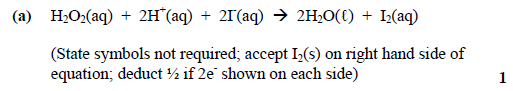 (a) H₂O₂(aq) + 2H⁺(aq) + 2I⁻(aq) → 2H₂O(ℓ) + I₂(aq)
(State symbols not required; accept I₂(s) on right hand side of
equation; deduct ½ if 2e⁻ shown on each side) 1